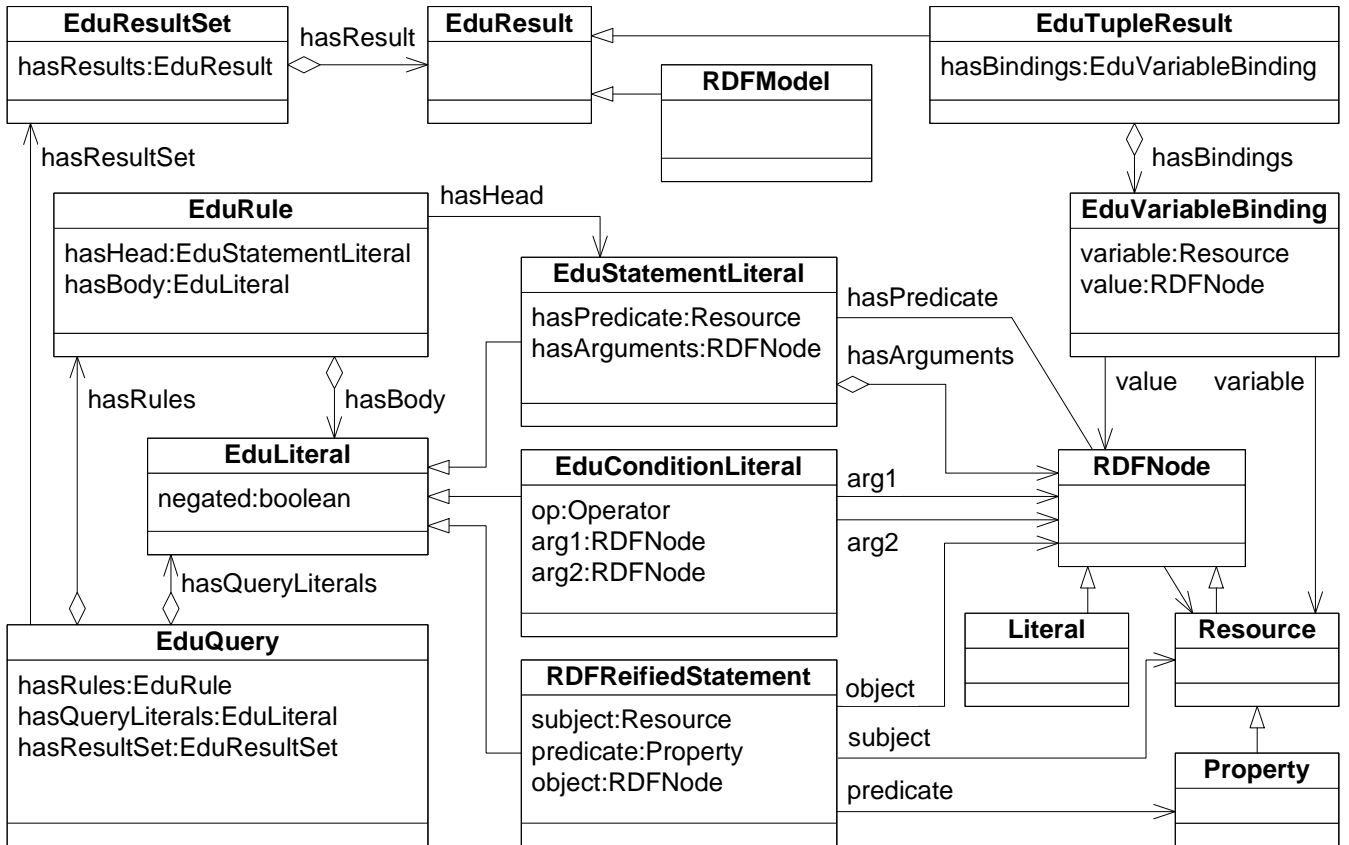 EduResultSet
hasResults:EduResult
hasResult
EduResult
EduTupleResult
hasBindings:EduVariableBinding
RDFModel
hasResultSet
hasBindings
EduRule
hasHead:EduStatementLiteral
hasBody:EduLiteral
hasHead
EduVariableBinding
variable:Resource
value:RDFNode
EduStatementLiteral
hasPredicate:Resource
hasArguments:RDFNode
hasPredicate
hasArguments
value
variable
hasRules
hasBody
EduLiteral
negated:boolean
EduConditionLiteral
op:Operator
arg1:RDFNode
arg2:RDFNode
arg1
arg2
RDFNode
hasQueryLiterals
EduQuery
hasRules:EduRule
hasQueryLiterals:EduLiteral
hasResultSet:EduResultSet
RDFReifiedStatement
subject:Resource
predicate:Property
object:RDFNode
object
subject
predicate
Literal
Resource
Property